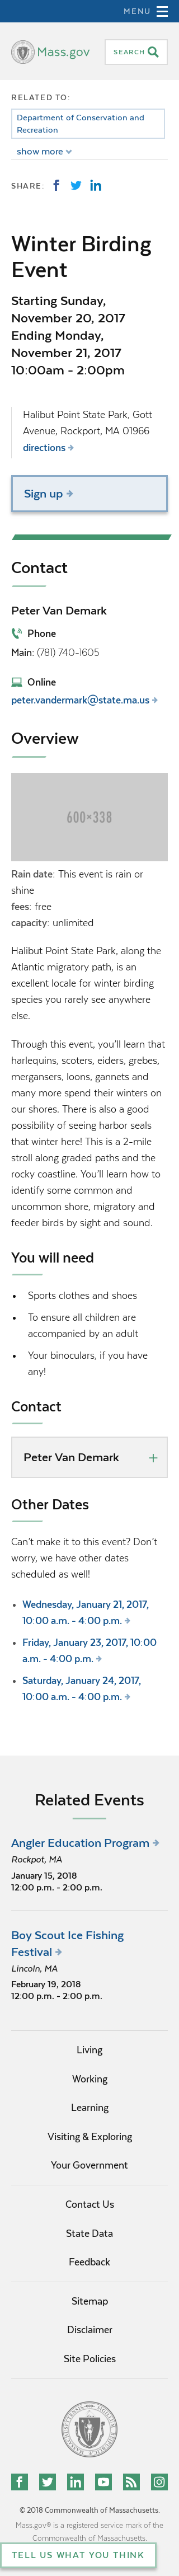 MENU
Mass.gov
SEARCH
RELATED TO:
Department of Conservation and
Recreation
show more
SHARE:
Winter Birding
Event
Starting Sunday,
November 20, 2017
Ending Monday,
November 21, 2017
10:00am - 2:00pm
Halibut Point State Park, Gott
Avenue, Rockport, MA 01966
directions
Sign up
Contact
Peter Van Demark
Phone
Main: (781) 740-1605
Online
peter.vandermark@state.ma.us
Overview
600×338
Rain date: This event is rain or
shine
fees: free
capacity: unlimited
Halibut Point State Park, along the
Atlantic migratory path, is an
excellent locale for winter birding
species you rarely see anywhere
else.
Through this event, you'll learn that
harlequins, scoters, eiders, grebes,
mergansers, loons, gannets and
many more spend their winters on
our shores. There is also a good
possibility of seeing harbor seals
that winter here! This is a 2-mile
stroll along gravel paths and the
rocky coastline. You'll learn how to
identify some common and
uncommon shore, migratory and
feeder birds by sight and sound.
You will need
• Sports clothes and shoes
• To ensure all children are
accompanied by an adult
• Your binoculars, if you have
any!
Contact
Peter Van Demark +
Other Dates
Can't make it to this event? Don't
worry, we have other dates
scheduled as well!
• Wednesday, January 21, 2017,
10:00 a.m. - 4:00 p.m.
• Friday, January 23, 2017, 10:00
a.m. - 4:00 p.m.
• Saturday, January 24, 2017,
10:00 a.m. - 4:00 p.m.
Related Events
Angler Education Program
Rockpot, MA
January 15, 2018
12:00 p.m. - 2:00 p.m.
Boy Scout Ice Fishing
Festival
Lincoln, MA
February 19, 2018
12:00 p.m. - 2:00 p.m.
Living
Working
Learning
Visiting & Exploring
Your Government
Contact Us
State Data
Feedback
Sitemap
Disclaimer
Site Policies
© 2018 Commonwealth of Massachusetts.
Mass.gov® is a registered service mark of the
Commonwealth of Massachusetts.
TELL US WHAT YOU THINK